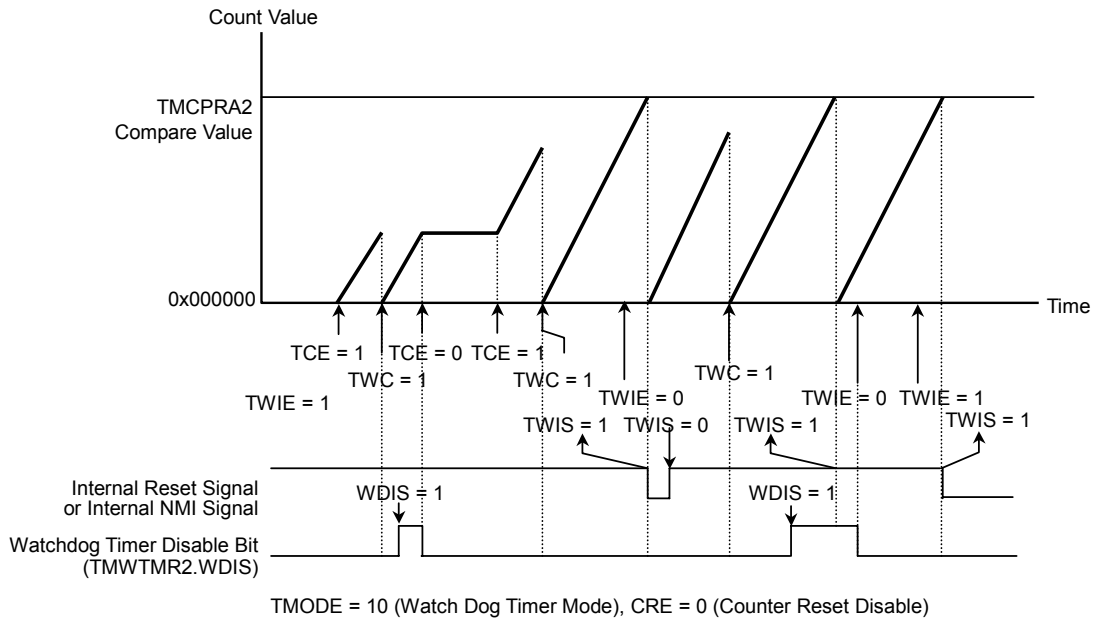 Count Value
TMCPRA2
Compare Value
0x000000
Time
TCE = 1
TCE = 0
TCE = 1
TWC = 1
TWC = 1
TWC = 1
TWIE = 1
TWIE = 0
TWIE = 0
TWIE = 1
TWIS = 1
TWIS = 0
TWIS = 1
TWIS = 1
Internal Reset Signal
or Internal NMI Signal
WDIS = 1
WDIS = 1
Watchdog Timer Disable Bit
(TMWTMR2.WDIS)
TMODE = 10 (Watch Dog Timer Mode), CRE = 0 (Counter Reset Disable)